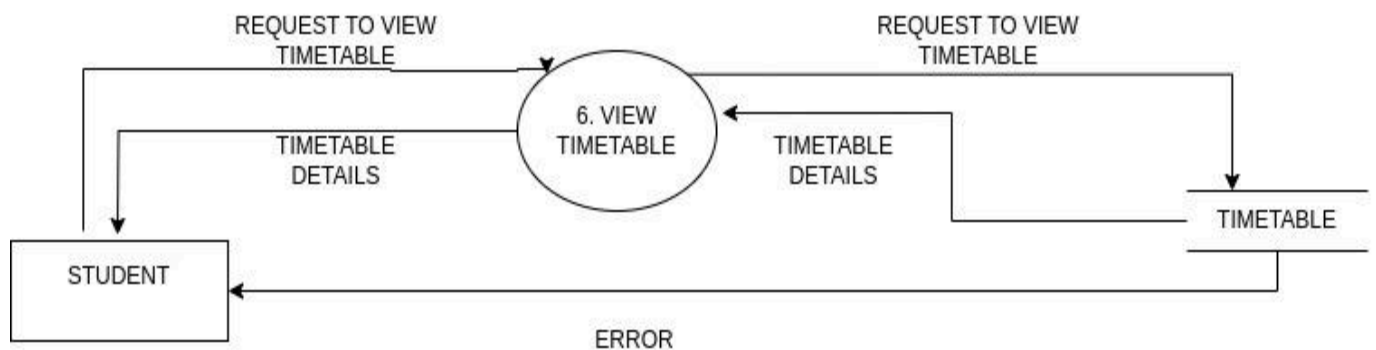 REQUEST TO VIEW
TIMETABLE
REQUEST TO VIEW
TIMETABLE
6. VIEW
TIMETABLE
TIMETABLE
DETAILS
TIMETABLE
DETAILS
TIMETABLE
STUDENT
ERROR